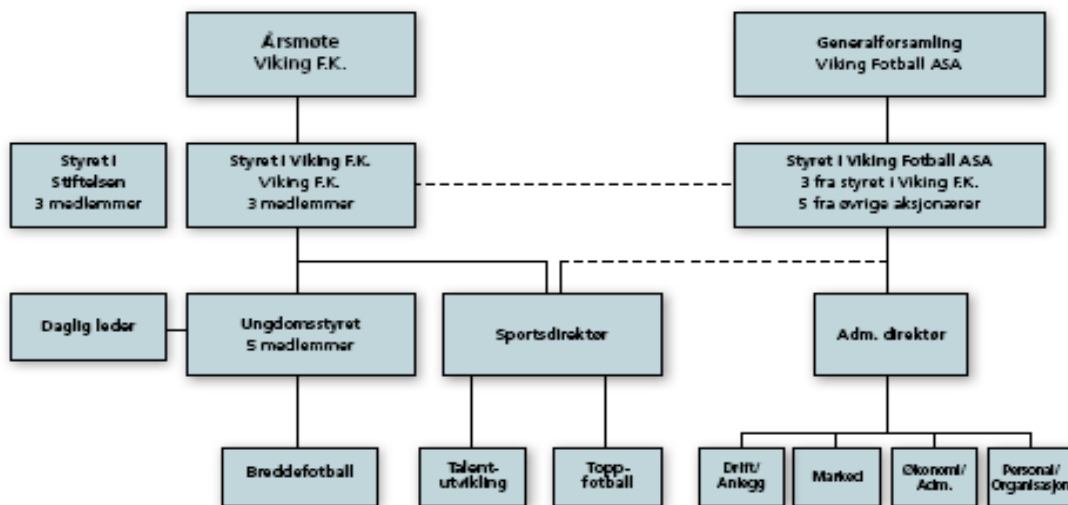 Årsmøte
Viking F.K.
Generalforsamling
Viking Fotball ASA
Styret i
Stiftelsen
3 medlemmer
Styret i Viking F.K.
Viking F.K.
3 medlemmer
Styret i Viking Fotball ASA
3 fra styret i Viking F.K.
5 fra øvrige aksjonærer
Daglig leder
Ungdomsstyret
5 medlemmer
Sportsdirektør
Adm. direktør
Breddefotball
Talent-
utvikling
Topp-
fotball
Drift/
Anlegg
Marked
Økonomi/
Adm.
Personal/
Organisasjon